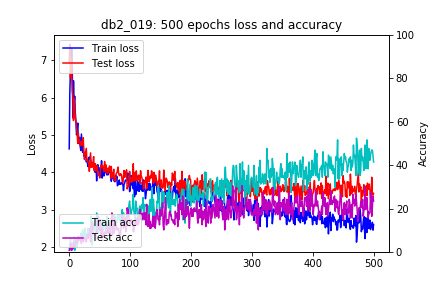 db2_019: 500 epochs loss and accuracy
Train loss
Test loss
Train acc
Test acc
Loss
7
6
5
4
3
2
Accuracy
100
80
60
40
20
0
0
100
200
300
400
500